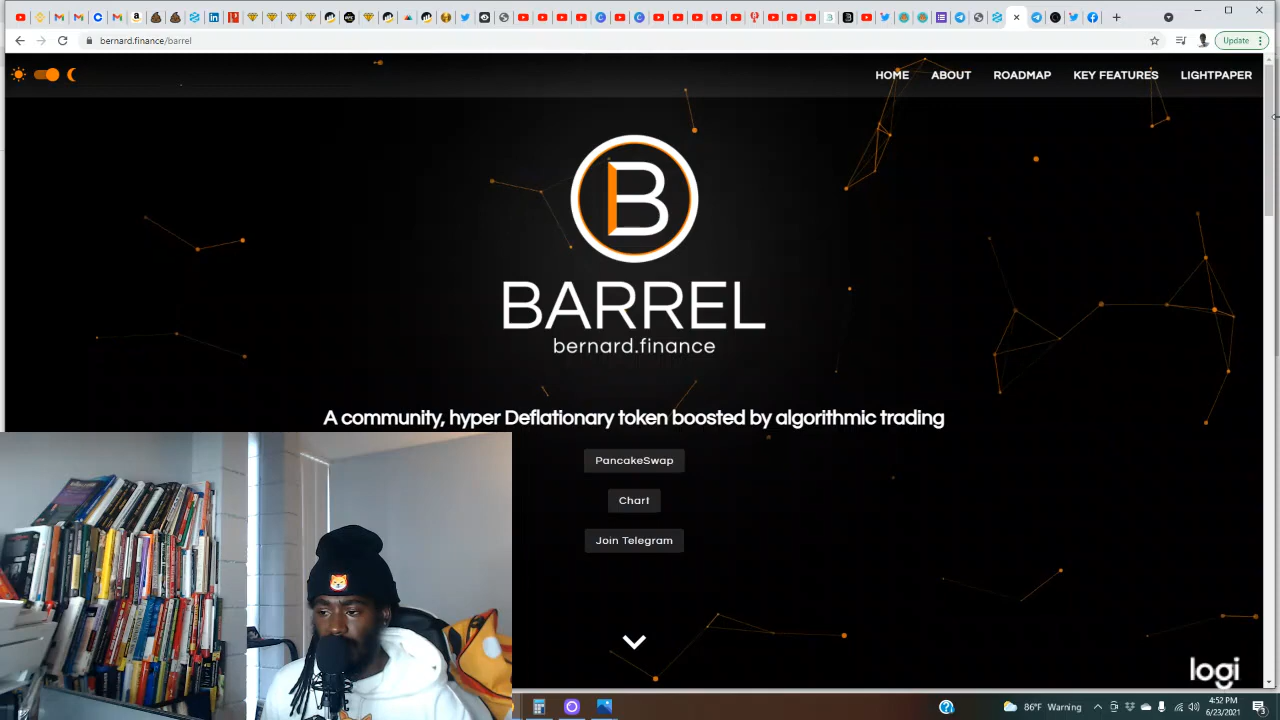 bernard.finance/barrel
Update
HOME
ABOUT
ROADMAP
KEY FEATURES
LIGHTPAPER
B
BARREL
bernard.finance
A community, hyper Deflationary token boosted by algorithmic trading
PancakeSwap
Chart
Join Telegram
logi
86°F Warning
4:52 PM
6/23/2021